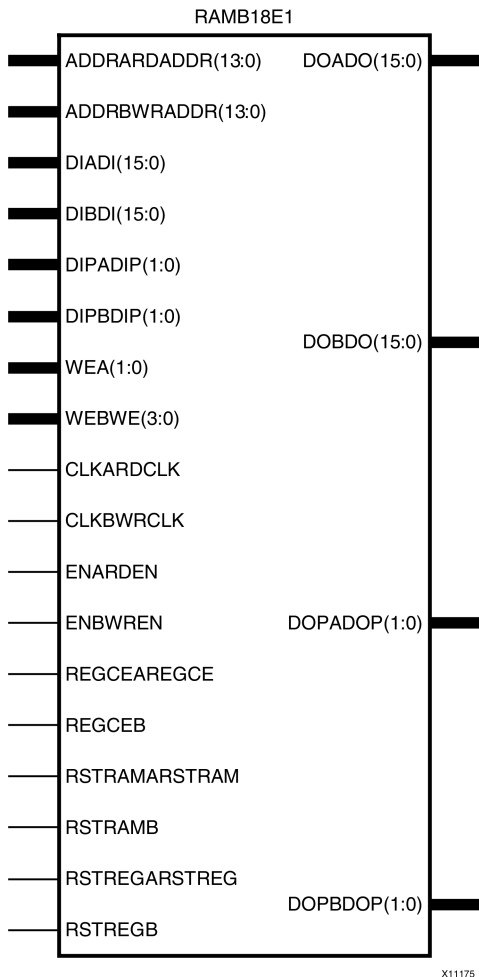 RAMB18E1
ADDRARDADDR(13:0)
DOADO(15:0)
ADDRBWRADDR(13:0)
DIADI(15:0)
DIBDI(15:0)
DIPADIP(1:0)
DIPBDIP(1:0)
DOBDO(15:0)
WEA(1:0)
WEBWE(3:0)
CLKARDCLK
CLKBWRCLK
ENARDEN
ENBWREN
DOPADOP(1:0)
REGCEAREGCE
REGCEB
RSTRAMARSTRAM
RSTRAMB
RSTREGARSTREG
DOPBDOP(1:0)
RSTREGB
X11175